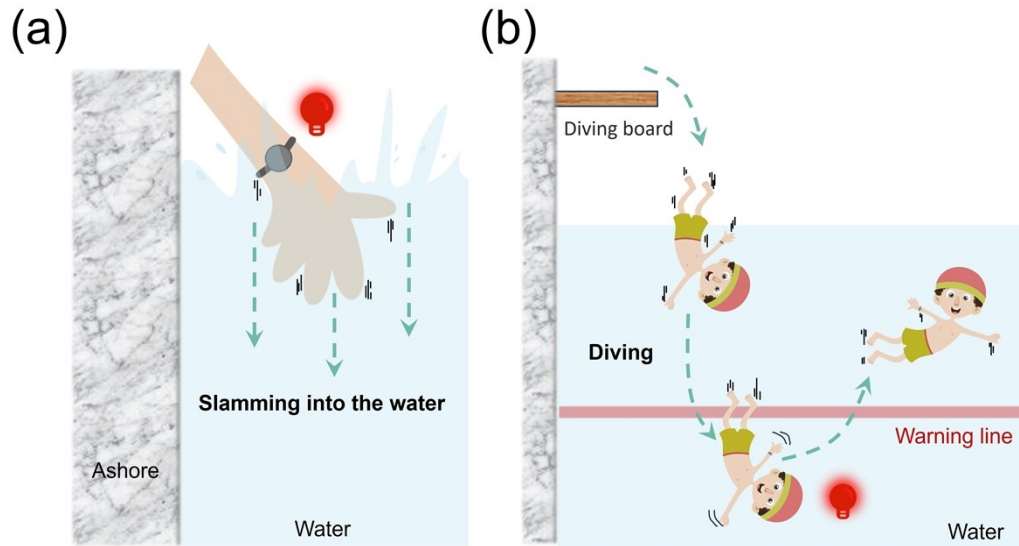 (a)
Slamming into the water
Ashore
Water
(b)
Diving board
Diving
Warning line
Water